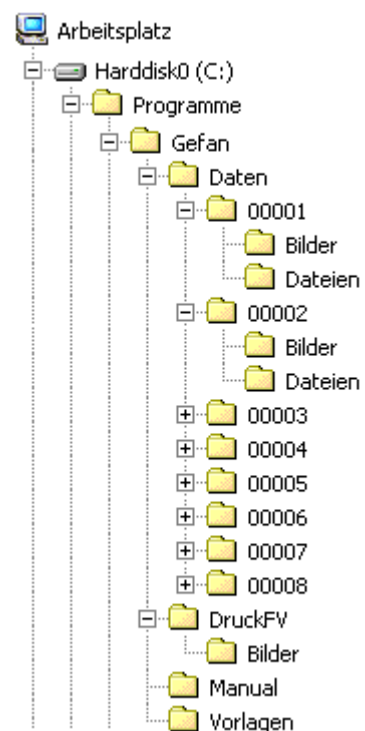 Arbeitsplatz
Harddisk0 (C:)
Programme
Gefan
Daten
00001
Bilder
Dateien
00002
Bilder
Dateien
00003
00004
00005
00006
00007
00008
DruckFV
Bilder
Manual
Vorlagen